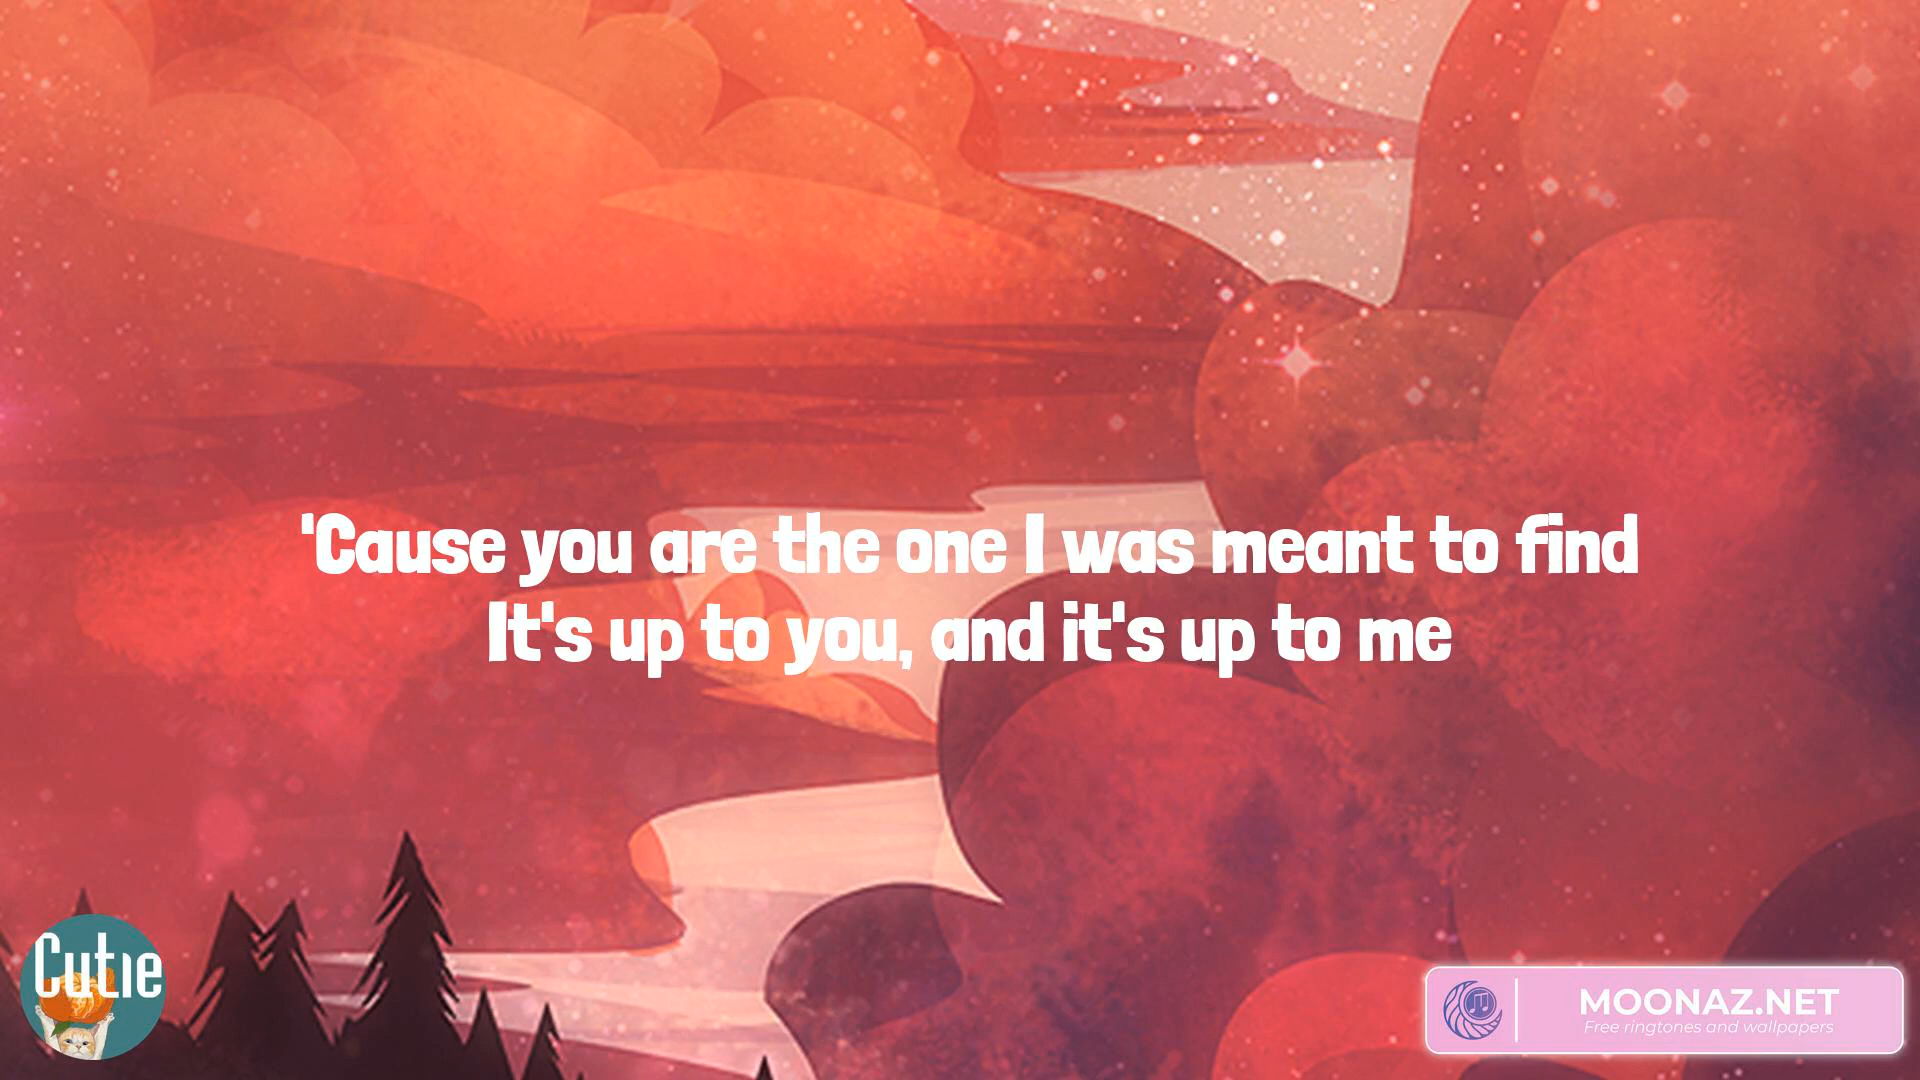 'Cause you are the one I was meant to find
It's up to you, and it's up to me
Cutie
MOONAZ.NET
Free ringtones and wallpapers